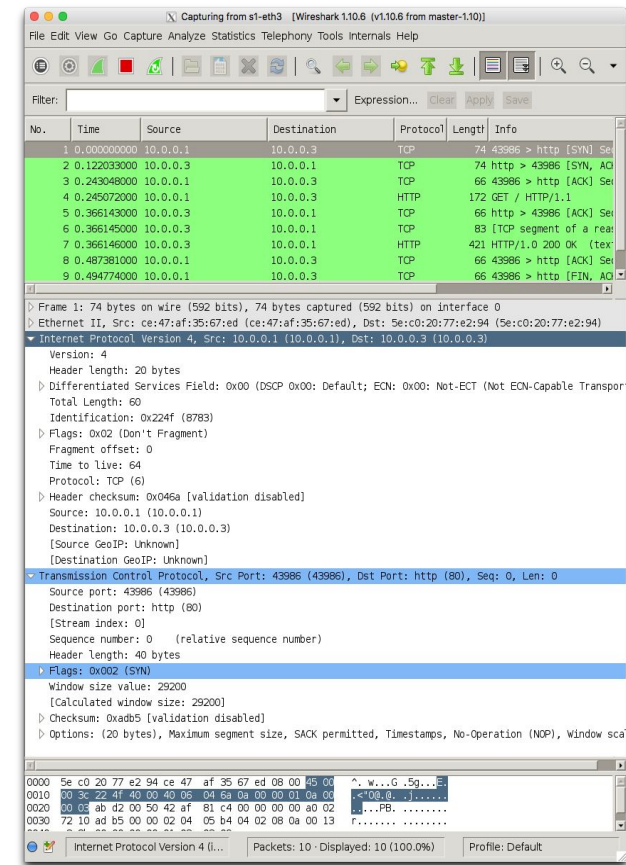 Capturing from s1-eth3 [Wireshark 1.10.6 (v1.10.6 from master-1.10)]
File Edit View Go Capture Analyze Statistics Telephony Tools Internals Help
Filter: Expression... Clear Apply Save
No. Time Source Destination Protocol Length Info
1 0.000000000 10.0.0.1 10.0.0.3 TCP 74 43986 > http [SYN] Seq
2 0.122033000 10.0.0.3 10.0.0.1 TCP 74 http > 43986 [SYN, ACK
3 0.243048000 10.0.0.1 10.0.0.3 TCP 66 43986 > http [ACK] Seq
4 0.245072000 10.0.0.1 10.0.0.3 HTTP 172 GET / HTTP/1.1
5 0.366143000 10.0.0.3 10.0.0.1 TCP 66 http > 43986 [ACK] Seq
6 0.366145000 10.0.0.3 10.0.0.1 TCP 83 [TCP segment of a reas
7 0.366146000 10.0.0.3 10.0.0.1 HTTP 421 HTTP/1.0 200 OK (text
8 0.487381000 10.0.0.1 10.0.0.3 TCP 66 43986 > http [ACK] Seq
9 0.494774000 10.0.0.1 10.0.0.3 TCP 66 43986 > http [FIN, ACK
Frame 1: 74 bytes on wire (592 bits), 74 bytes captured (592 bits) on interface 0
Ethernet II, Src: ce:47:af:35:67:ed (ce:47:af:35:67:ed), Dst: 5e:c0:20:77:e2:94 (5e:c0:20:77:e2:94)
Internet Protocol Version 4, Src: 10.0.0.1 (10.0.0.1), Dst: 10.0.0.3 (10.0.0.3)
Version: 4
Header length: 20 bytes
Differentiated Services Field: 0x00 (DSCP 0x00: Default; ECN: 0x00: Not-ECT (Not ECN-Capable Transpor
Total Length: 60
Identification: 0x224f (8783)
Flags: 0x02 (Don't Fragment)
Fragment offset: 0
Time to live: 64
Protocol: TCP (6)
Header checksum: 0x046a [validation disabled]
Source: 10.0.0.1 (10.0.0.1)
Destination: 10.0.0.3 (10.0.0.3)
[Source GeoIP: Unknown]
[Destination GeoIP: Unknown]
Transmission Control Protocol, Src Port: 43986 (43986), Dst Port: http (80), Seq: 0, Len: 0
Source port: 43986 (43986)
Destination port: http (80)
[Stream index: 0]
Sequence number: 0 (relative sequence number)
Header length: 40 bytes
Flags: 0x002 (SYN)
Window size value: 29200
[Calculated window size: 29200]
Checksum: 0xadb5 [validation disabled]
Options: (20 bytes), Maximum segment size, SACK permitted, Timestamps, No-Operation (NOP), Window sca
0000 5e c0 20 77 e2 94 ce 47 af 35 67 ed 08 00 45 00 ^. w...G .5g...E.
0010 00 3c 22 4f 40 00 40 06 04 6a 0a 00 00 01 0a 00 .<"O@.@. .j......
0020 00 03 ab d2 00 50 42 af 81 c4 00 00 00 00 a0 02 .....PB. ........
0030 72 10 ad b5 00 00 02 04 05 b4 04 02 08 0a 00 13 r....... ........
Internet Protocol Version 4 (i... Packets: 10 · Displayed: 10 (100.0%) Profile: Default